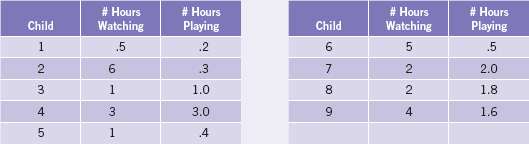 Child # Hours Watching # Hours Playing
1 .5 .2
2 6 .3
3 1 1.0
4 3 3.0
5 1 .4
Child # Hours Watching # Hours Playing
6 5 .5
7 2 2.0
8 2 1.8
9 4 1.6